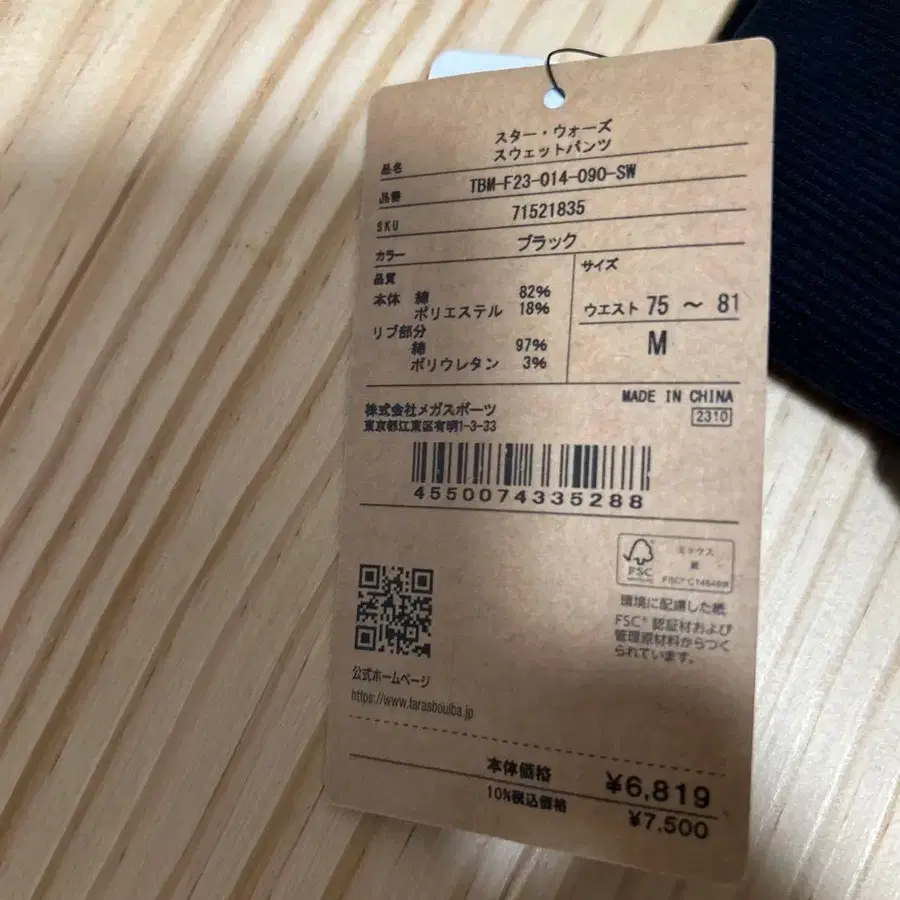 スター・ウォーズ
品名 スウェットパンツ
品番 TBM-F23-014-090-SW
SKU 71521835
カラー ブラック
品質
本体 綿 82%
ポリエステル 18%
リブ部分
綿 97%
ポリウレタン 3%
サイズ
ウエスト 75 ～ 81
M
MADE IN CHINA
2310
株式会社メガスポーツ
東京都江東区有明1-3-33
4550074335288
FSC
ミックス
紙
環境に配慮した紙
FSC® 認証材および
管理原材料からつく
られています。
公式ホームページ
https://www.tarasboulba.jp
本体価格 ¥6,819
10%税込価格 ¥7,500